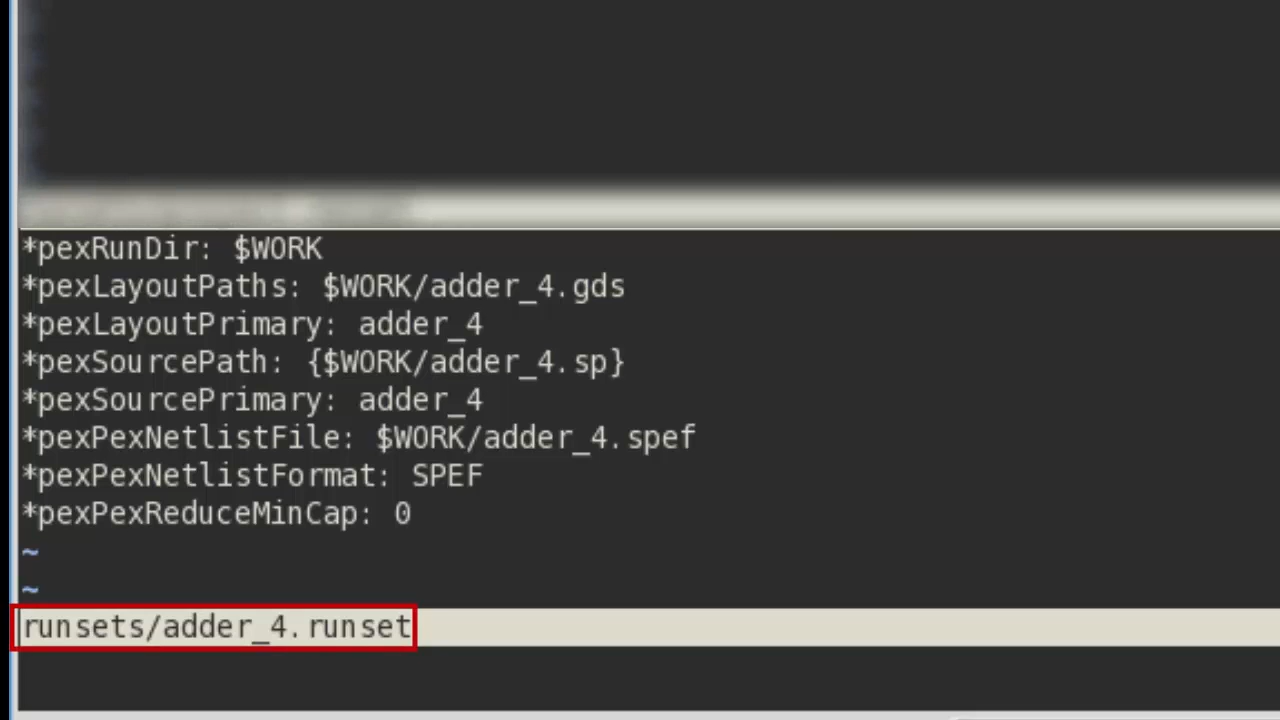 *pexRunDir: $WORK
*pexLayoutPaths: $WORK/adder_4.gds
*pexLayoutPrimary: adder_4
*pexSourcePath: {$WORK/adder_4.sp}
*pexSourcePrimary: adder_4
*pexPexNetlistFile: $WORK/adder_4.spef
*pexPexNetlistFormat: SPEF
*pexPexReduceMinCap: 0
~
~
runsets/adder_4.runset